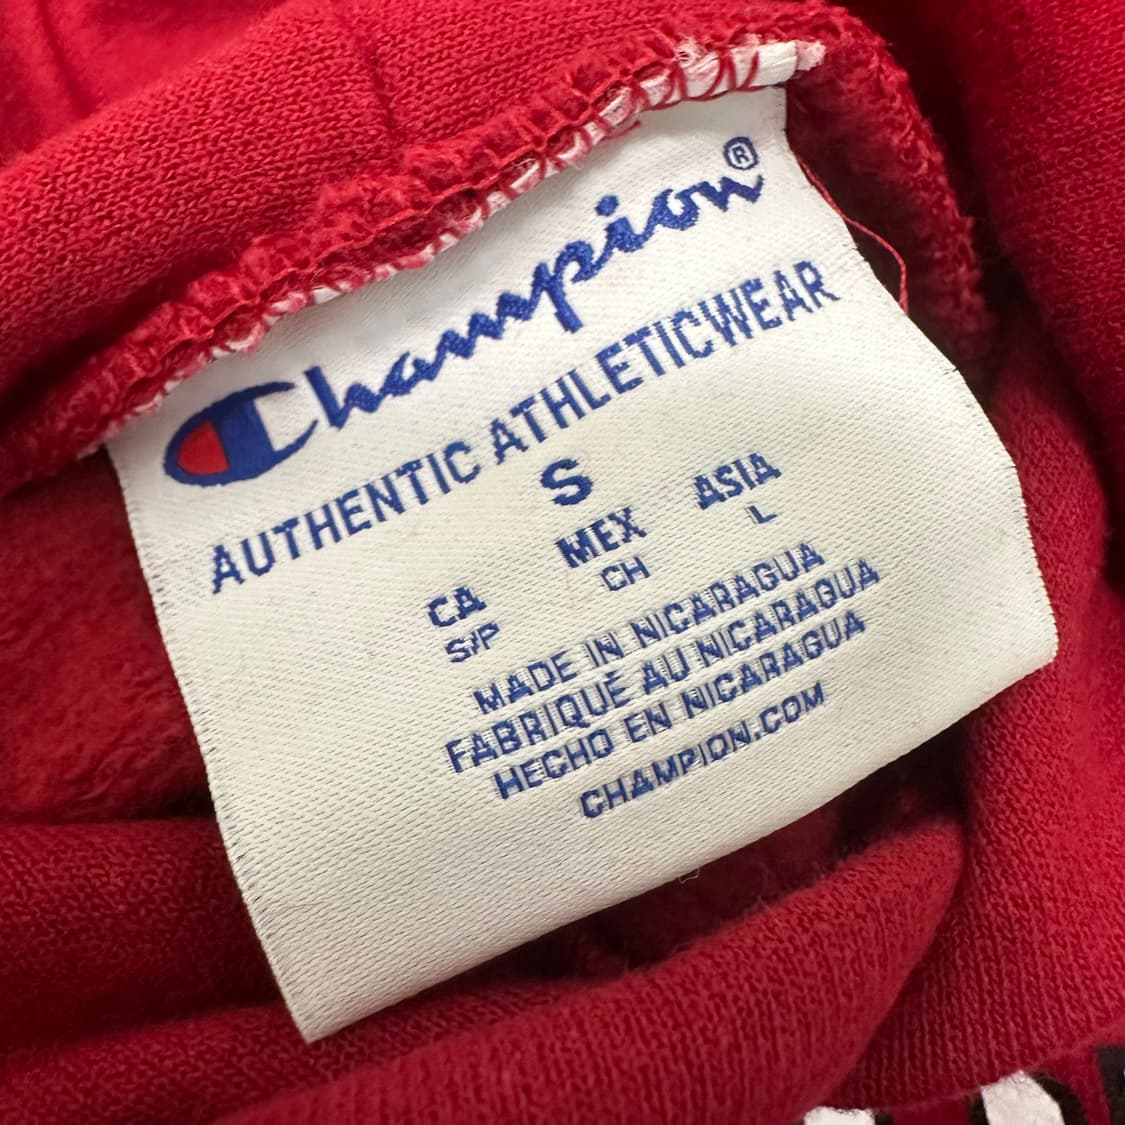 Champion®
AUTHENTIC ATHLETICWEAR
S
CA MEX ASIA
S/P CH L
MADE IN NICARAGUA
FABRIQUÉ AU NICARAGUA
HECHO EN NICARAGUA
CHAMPION.COM